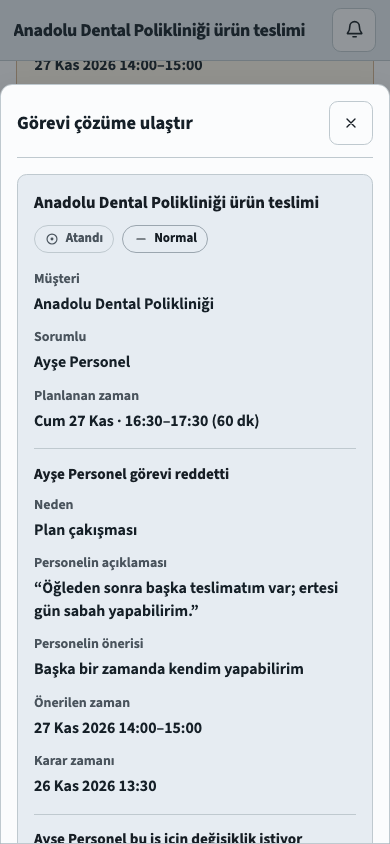 Anadolu Dental Polikliniği ürün teslimi
27 Kas 2026 14:00–15:00
Görevi çözüme ulaştır
Anadolu Dental Polikliniği ürün teslimi
Atandı
Normal
Müşteri
Anadolu Dental Polikliniği
Sorumlu
Ayşe Personel
Planlanan zaman
Cum 27 Kas · 16:30–17:30 (60 dk)
Ayşe Personel görevi reddetti
Neden
Plan çakışması
Personelin açıklaması
“Öğleden sonra başka teslimatım var; ertesi
gün sabah yapabilirim.”
Personelin önerisi
Başka bir zamanda kendim yapabilirim
Önerilen zaman
27 Kas 2026 14:00–15:00
Karar zamanı
26 Kas 2026 13:30
Ayşe Personel bu iş için değişiklik istiyor